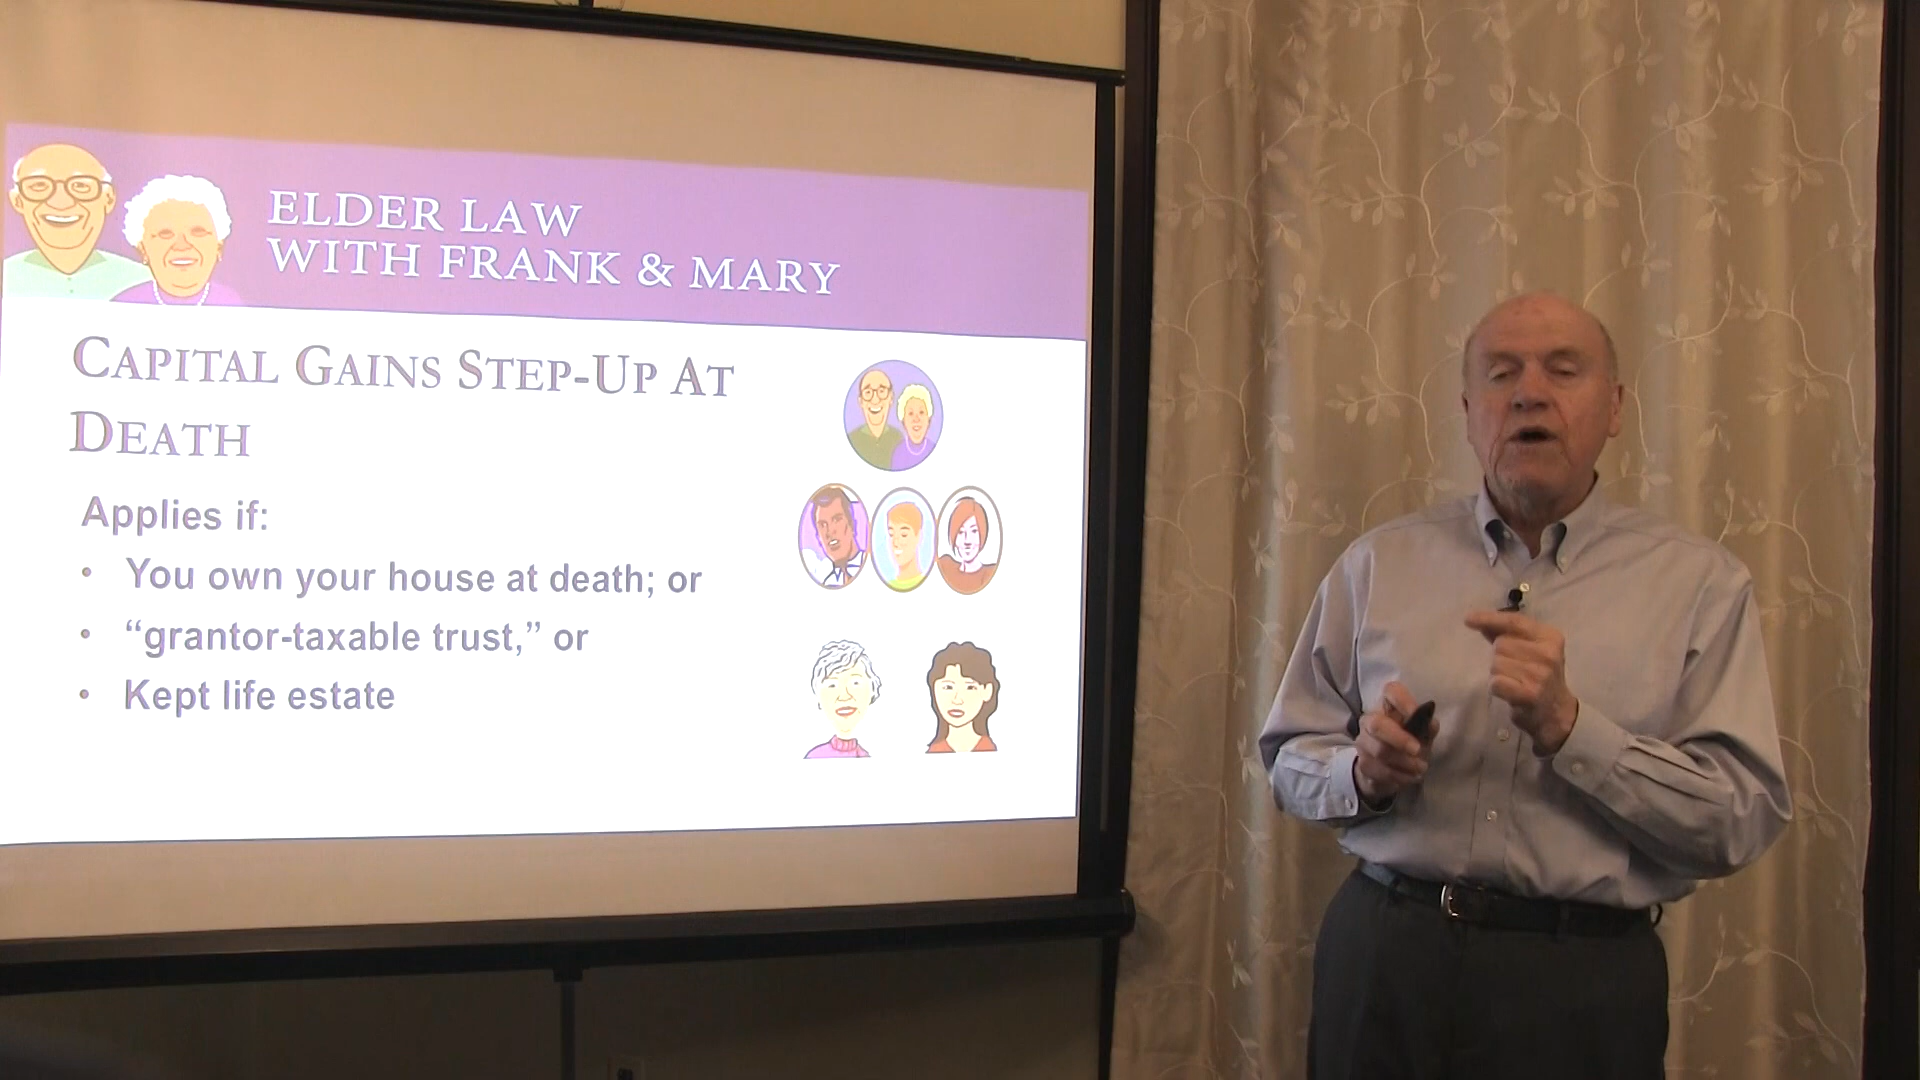 ELDER LAW
WITH FRANK & MARY
CAPITAL GAINS STEP-UP AT
DEATH
Applies if:
• You own your house at death; or
• “grantor-taxable trust,” or
• Kept life estate